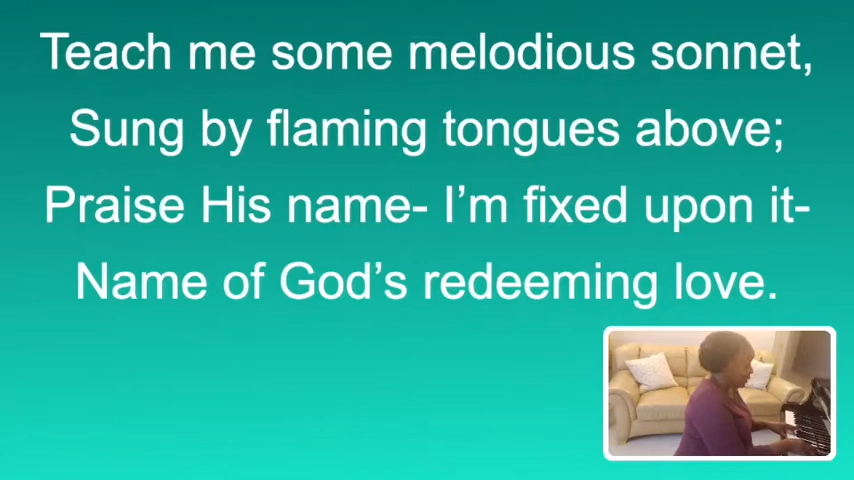 Teach me some melodious sonnet,
Sung by flaming tongues above;
Praise His name- I’m fixed upon it-
Name of God’s redeeming love.